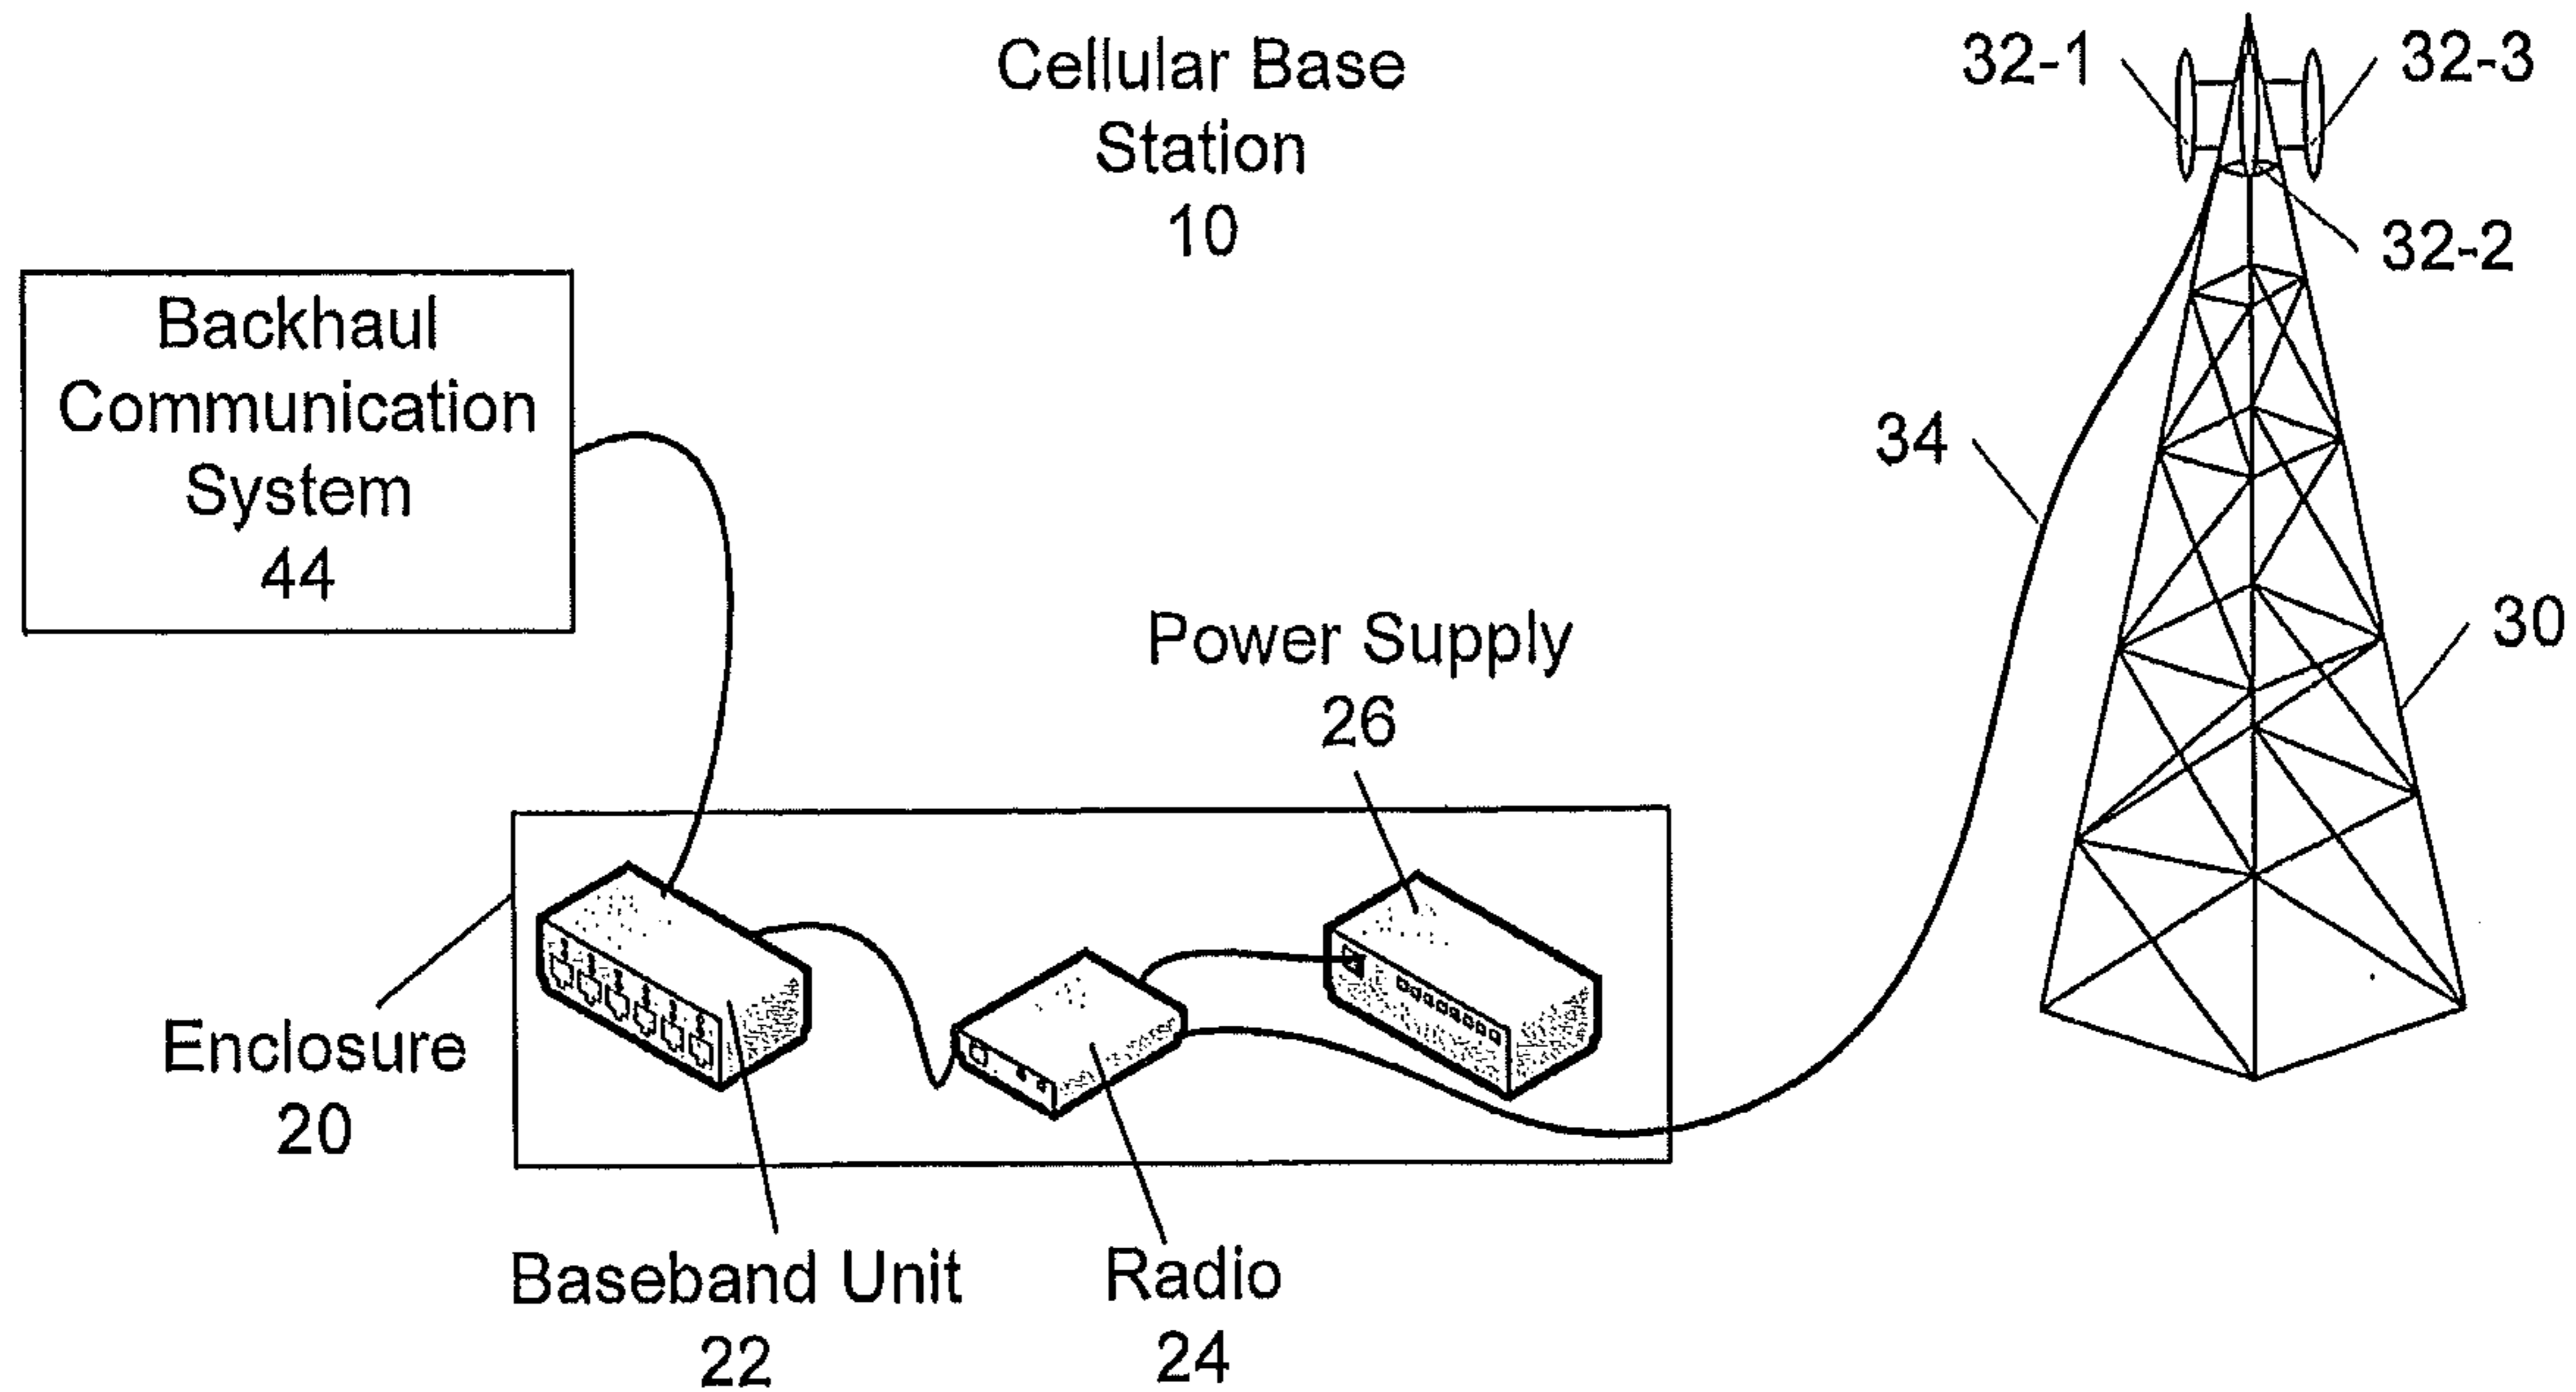 Cellular Base
Station
10
32-1
32-3
32-2
Backhaul
Communication
System
44
34
Power Supply
26
30
Enclosure
20
Baseband Unit
22
Radio
24